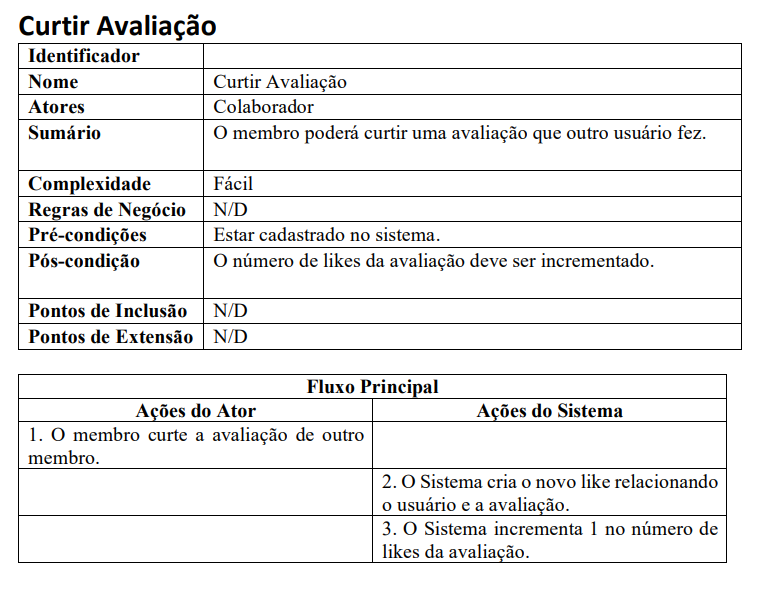 Curtir Avaliação
Identificador
Nome Curtir Avaliação
Atores Colaborador
Sumário O membro poderá curtir uma avaliação que outro usuário fez.
Complexidade Fácil
Regras de Negócio N/D
Pré-condições Estar cadastrado no sistema.
Pós-condição O número de likes da avaliação deve ser incrementado.
Pontos de Inclusão N/D
Pontos de Extensão N/D
Fluxo Principal
Ações do Ator Ações do Sistema
1. O membro curte a avaliação de outro
membro.
2. O Sistema cria o novo like relacionando
o usuário e a avaliação.
3. O Sistema incrementa 1 no número de
likes da avaliação.